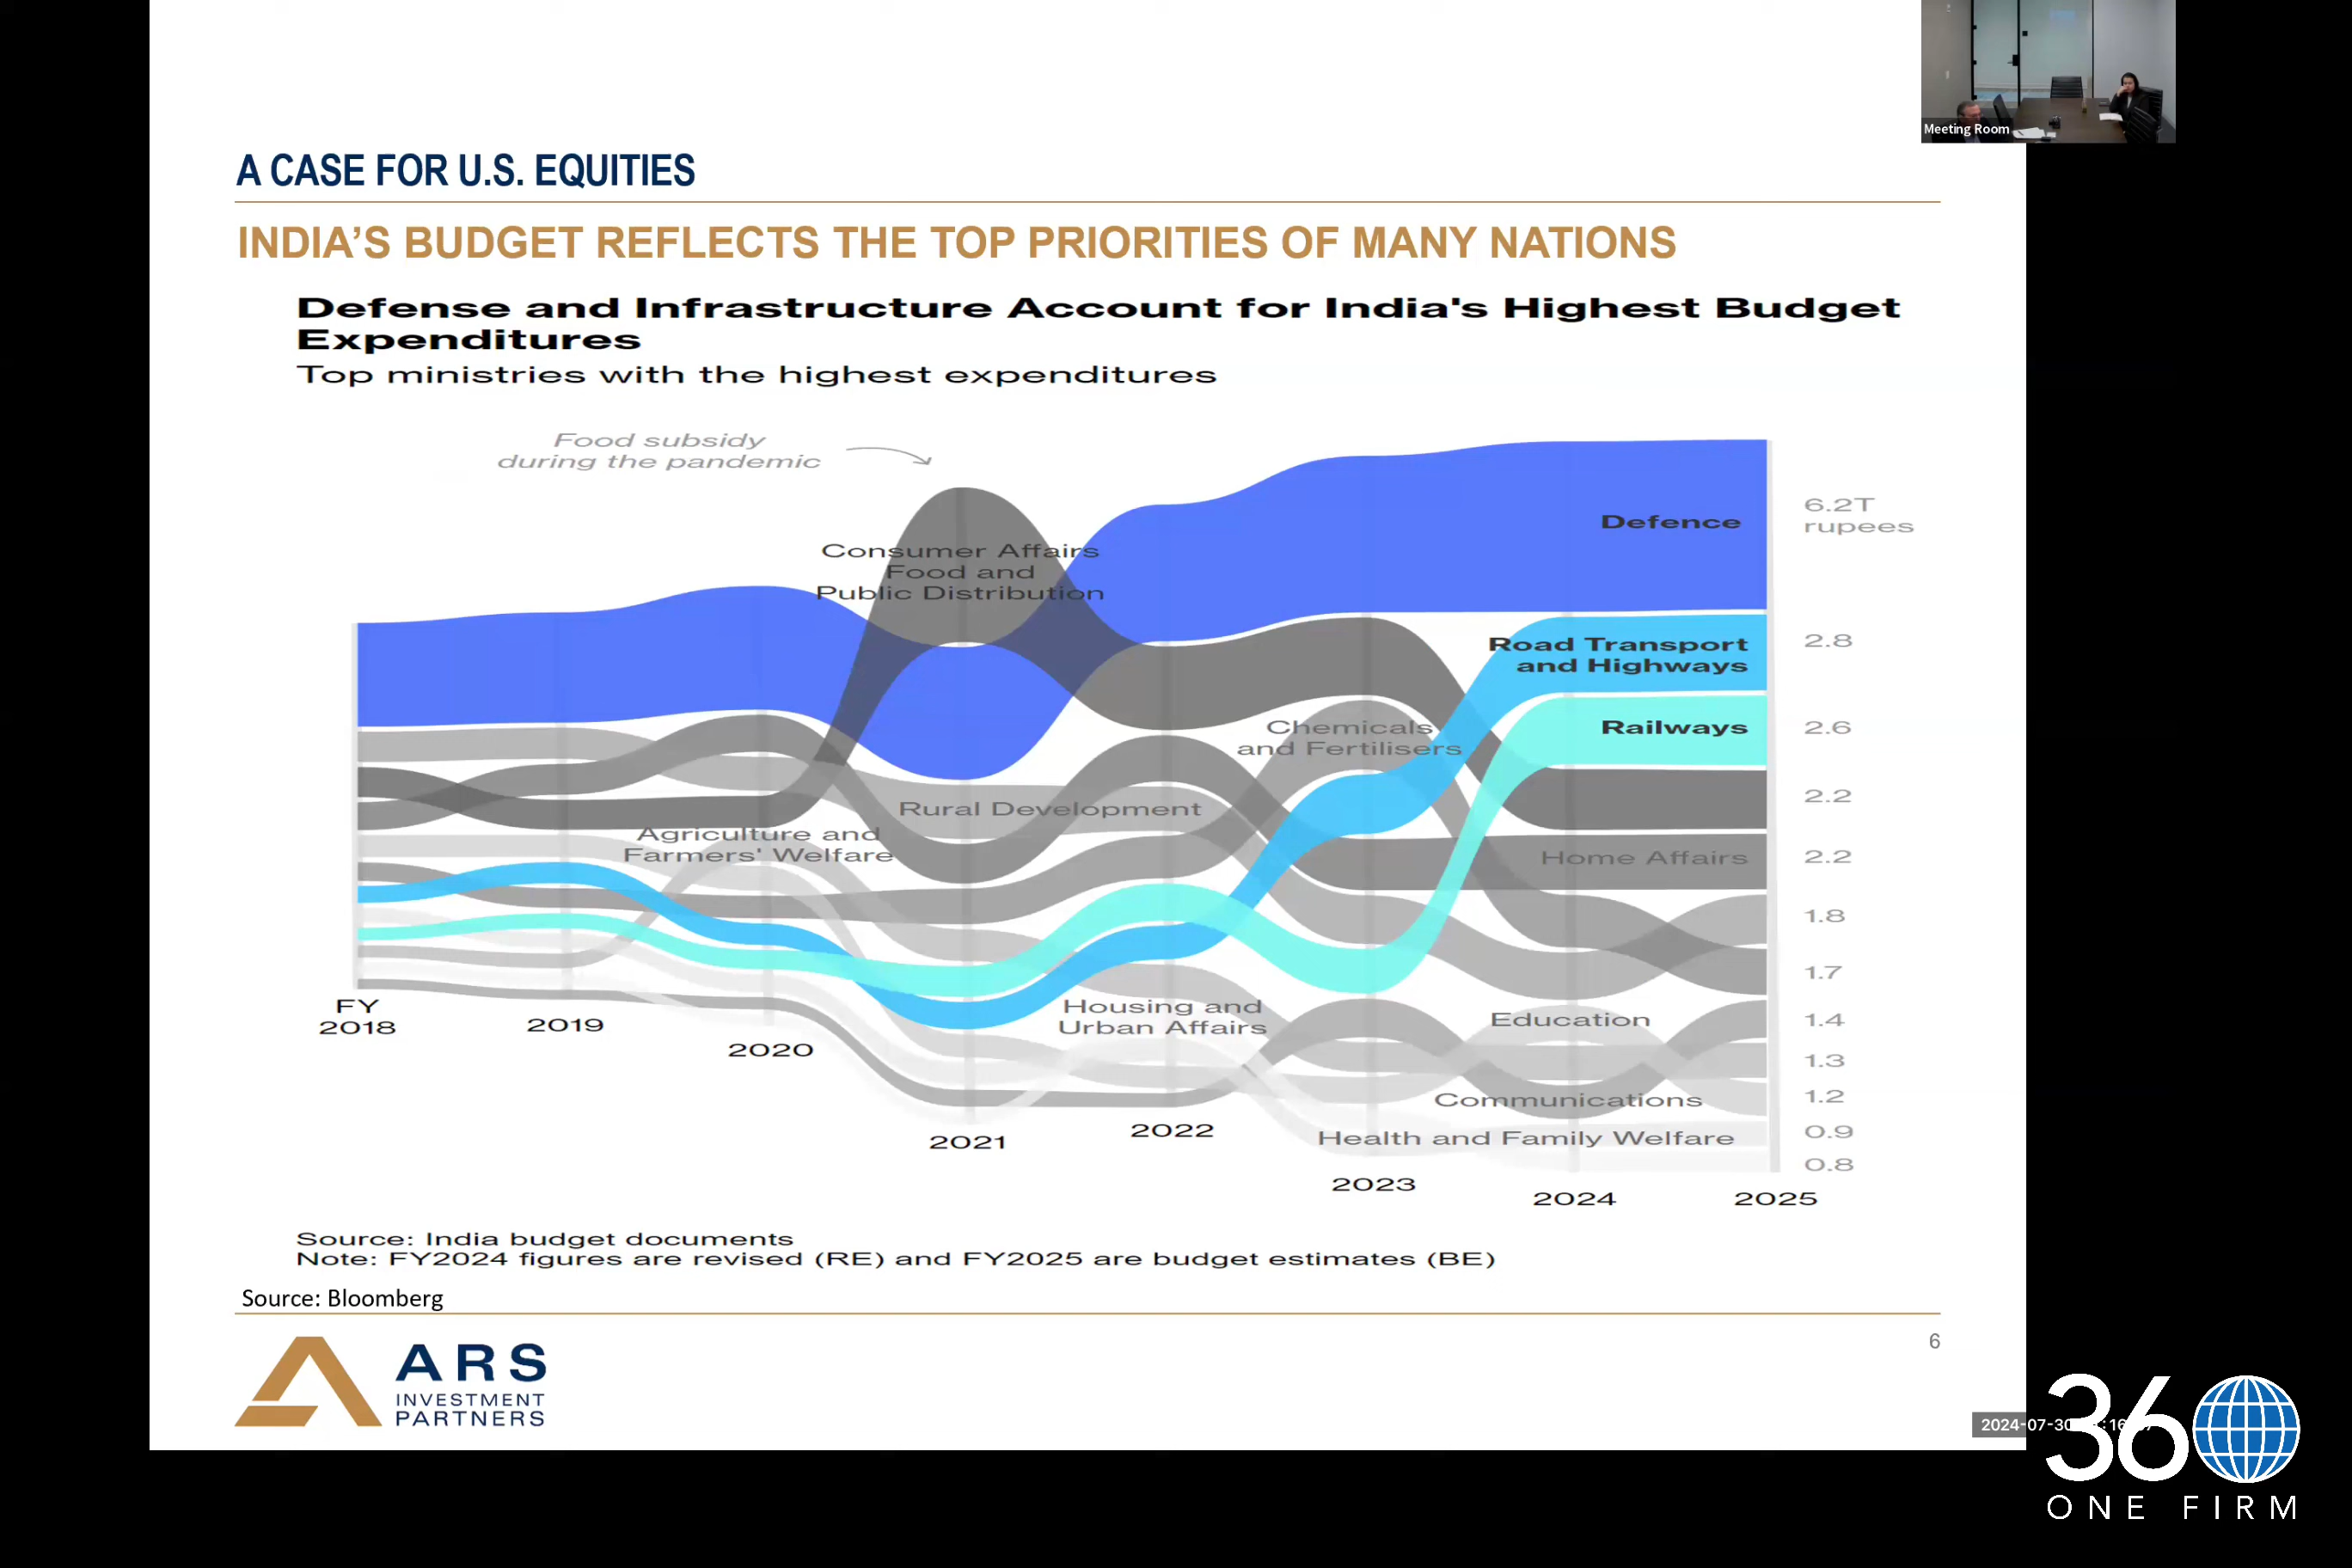 Meeting Room
A CASE FOR U.S. EQUITIES
INDIA'S BUDGET REFLECTS THE TOP PRIORITIES OF MANY NATIONS
Defense and Infrastructure Account for India's Highest Budget
Expenditures
Top ministries with the highest expenditures
Food subsidy
during the pandemic
Consumer Affairs
Food and
Public Distribution
Defence
6.2T
rupees
Road Transport
and Highways
2.8
Chemicals
and Fertilisers
Railways
2.6
2.2
Rural Development
Agriculture and
Farmers' Welfare
Home Affairs
2.2
1.8
1.7
Housing and
Urban Affairs
Education
1.4
1.3
Communications
1.2
Health and Family Welfare
0.9
0.8
FY
2018
2019
2020
2021
2022
2023
2024
2025
Source: India budget documents
Note: FY2024 figures are revised (RE) and FY2025 are budget estimates (BE)
Source: Bloomberg
6
ARS
INVESTMENT
PARTNERS
360
ONE FIRM